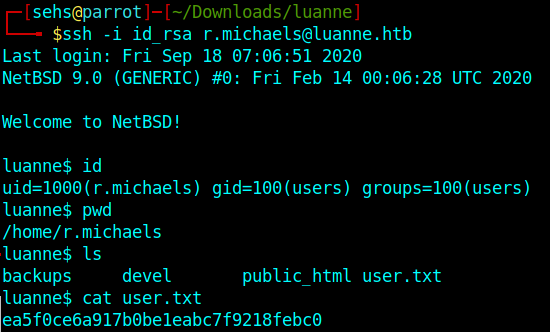 ┌─[sehs@parrot]─[~/Downloads/luanne]
└──╼ $ssh -i id_rsa r.michaels@luanne.htb
Last login: Fri Sep 18 07:06:51 2020
NetBSD 9.0 (GENERIC) #0: Fri Feb 14 00:06:28 UTC 2020
Welcome to NetBSD!
luanne$ id
uid=1000(r.michaels) gid=100(users) groups=100(users)
luanne$ pwd
/home/r.michaels
luanne$ ls
backups     devel       public_html user.txt
luanne$ cat user.txt
ea5f0ce6a917b0be1eabc7f9218febc0